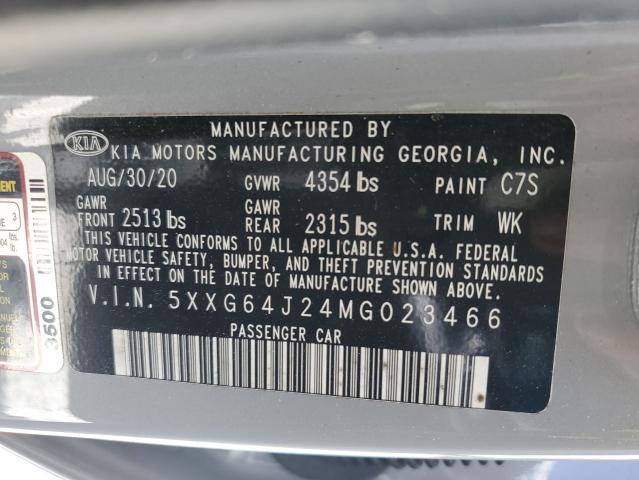 MANUFACTURED BY
KIA KIA MOTORS MANUFACTURING GEORGIA, INC.
AUG/30/20 GVWR 4354 lbs PAINT C7S
GAWR FRONT 2513 lbs GAWR REAR 2315 lbs TRIM WK
THIS VEHICLE CONFORMS TO ALL APPLICABLE U.S.A. FEDERAL
MOTOR VEHICLE SAFETY, BUMPER, AND THEFT PREVENTION STANDARDS
IN EFFECT ON THE DATE OF MANUFACTURE SHOWN ABOVE.
V.I.N. 5XXG64J24MG023466
PASSENGER CAR
3500